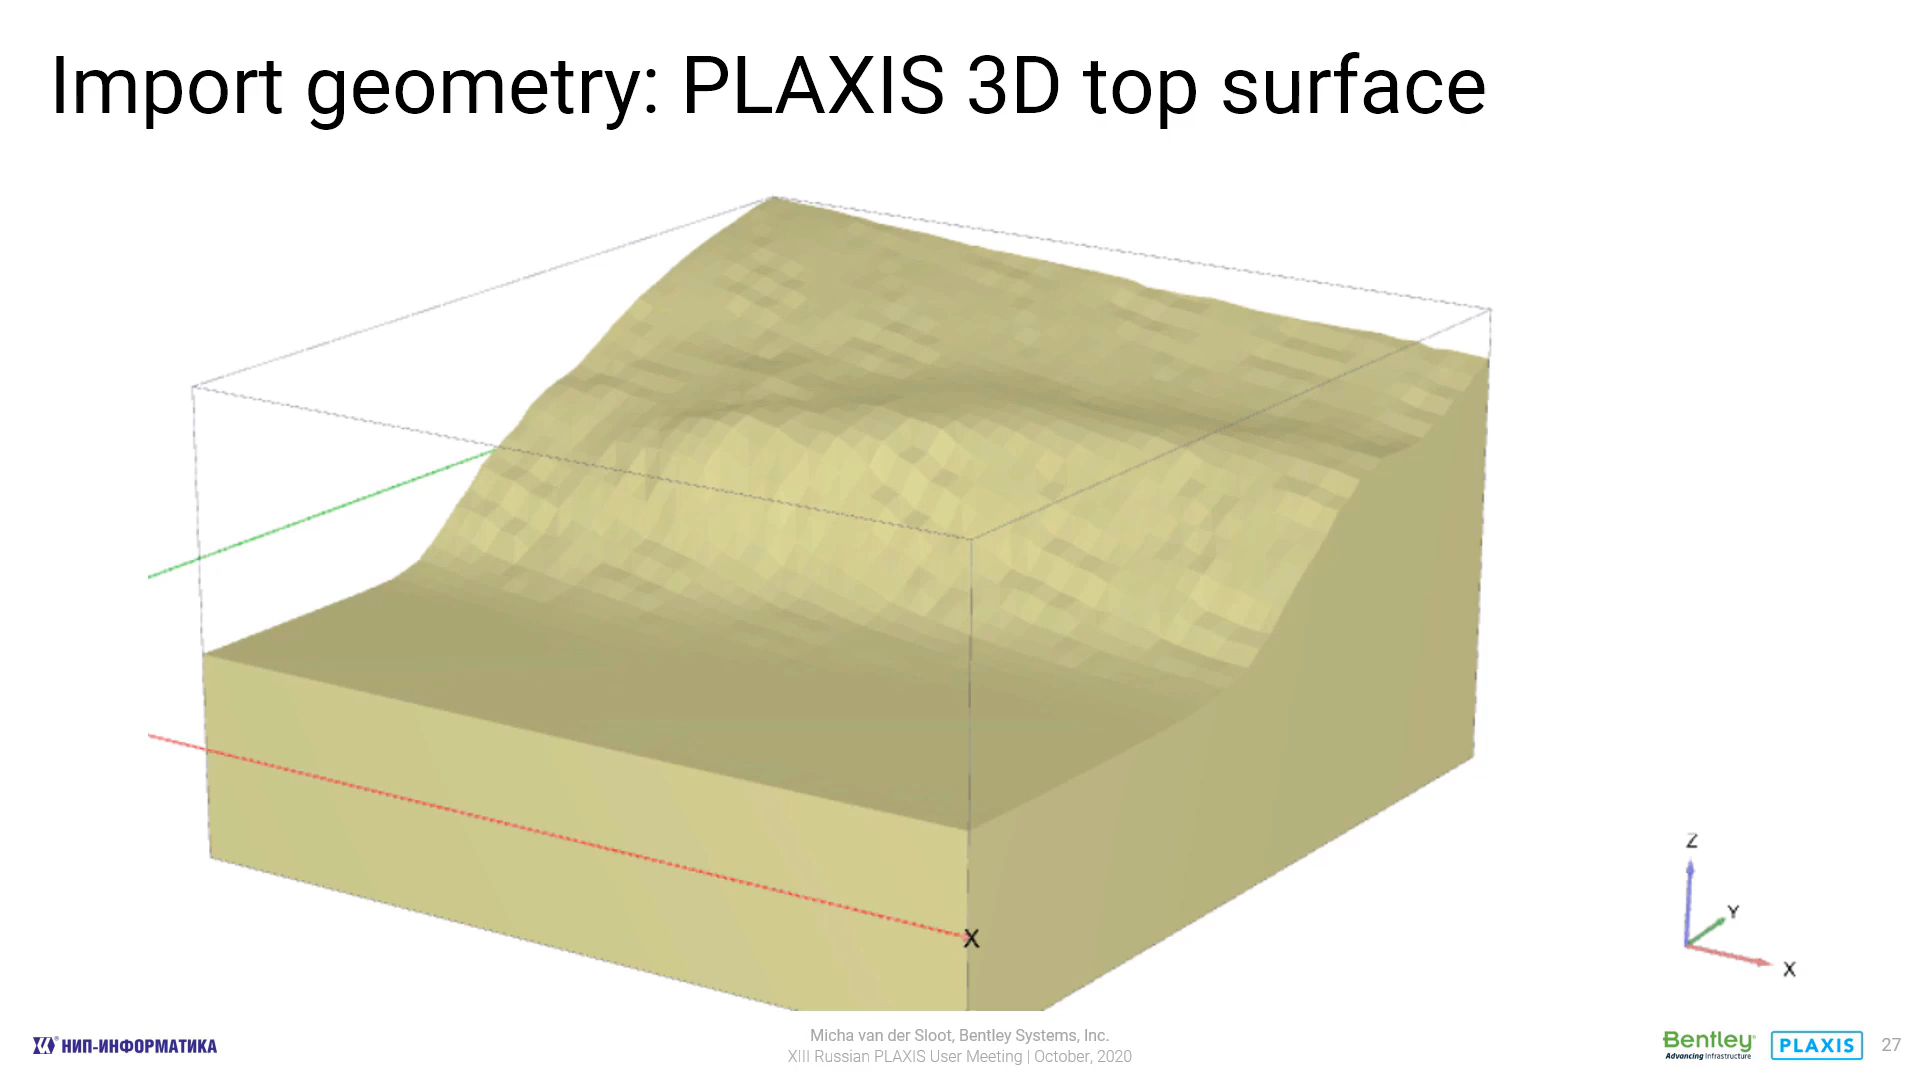 Import geometry: PLAXIS 3D top surface
X
Z
Y
X
НИП-ИНФОРМАТИКА
Micha van der Sloot, Bentley Systems, Inc.
XIII Russian PLAXIS User Meeting | October, 2020
Bentley®
Advancing Infrastructure
PLAXIS
27